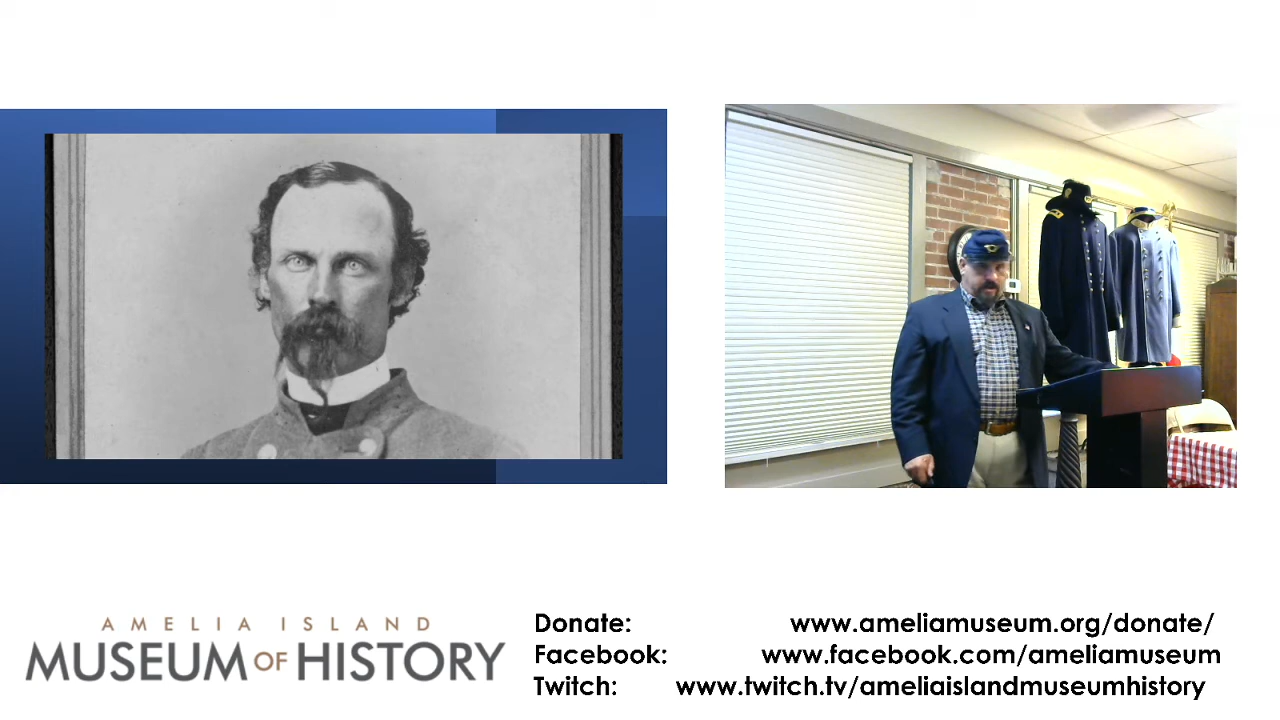 AMELIA ISLAND
MUSEUM OF HISTORY
Donate: www.ameliamuseum.org/donate/
Facebook: www.facebook.com/ameliamuseum
Twitch: www.twitch.tv/ameliaislandmuseumhistory